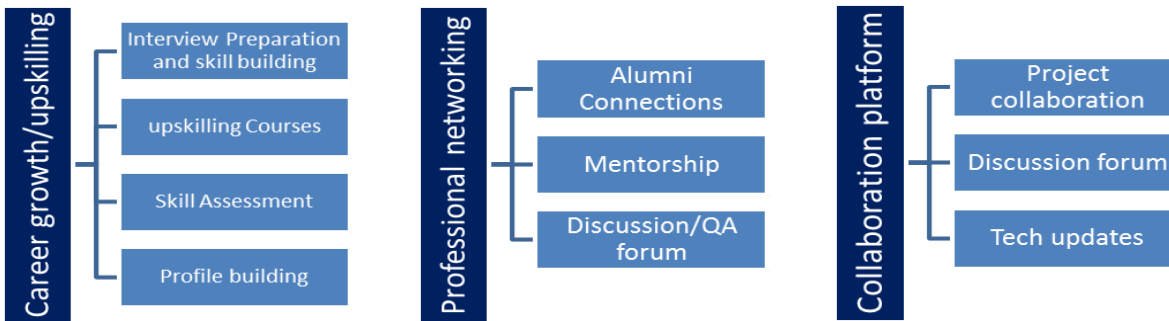 Career growth/upskilling
Interview Preparation
and skill building
upskilling Courses
Skill Assessment
Profile building
Professional networking
Alumni
Connections
Mentorship
Discussion/QA
forum
Collaboration platform
Project
collaboration
Discussion forum
Tech updates